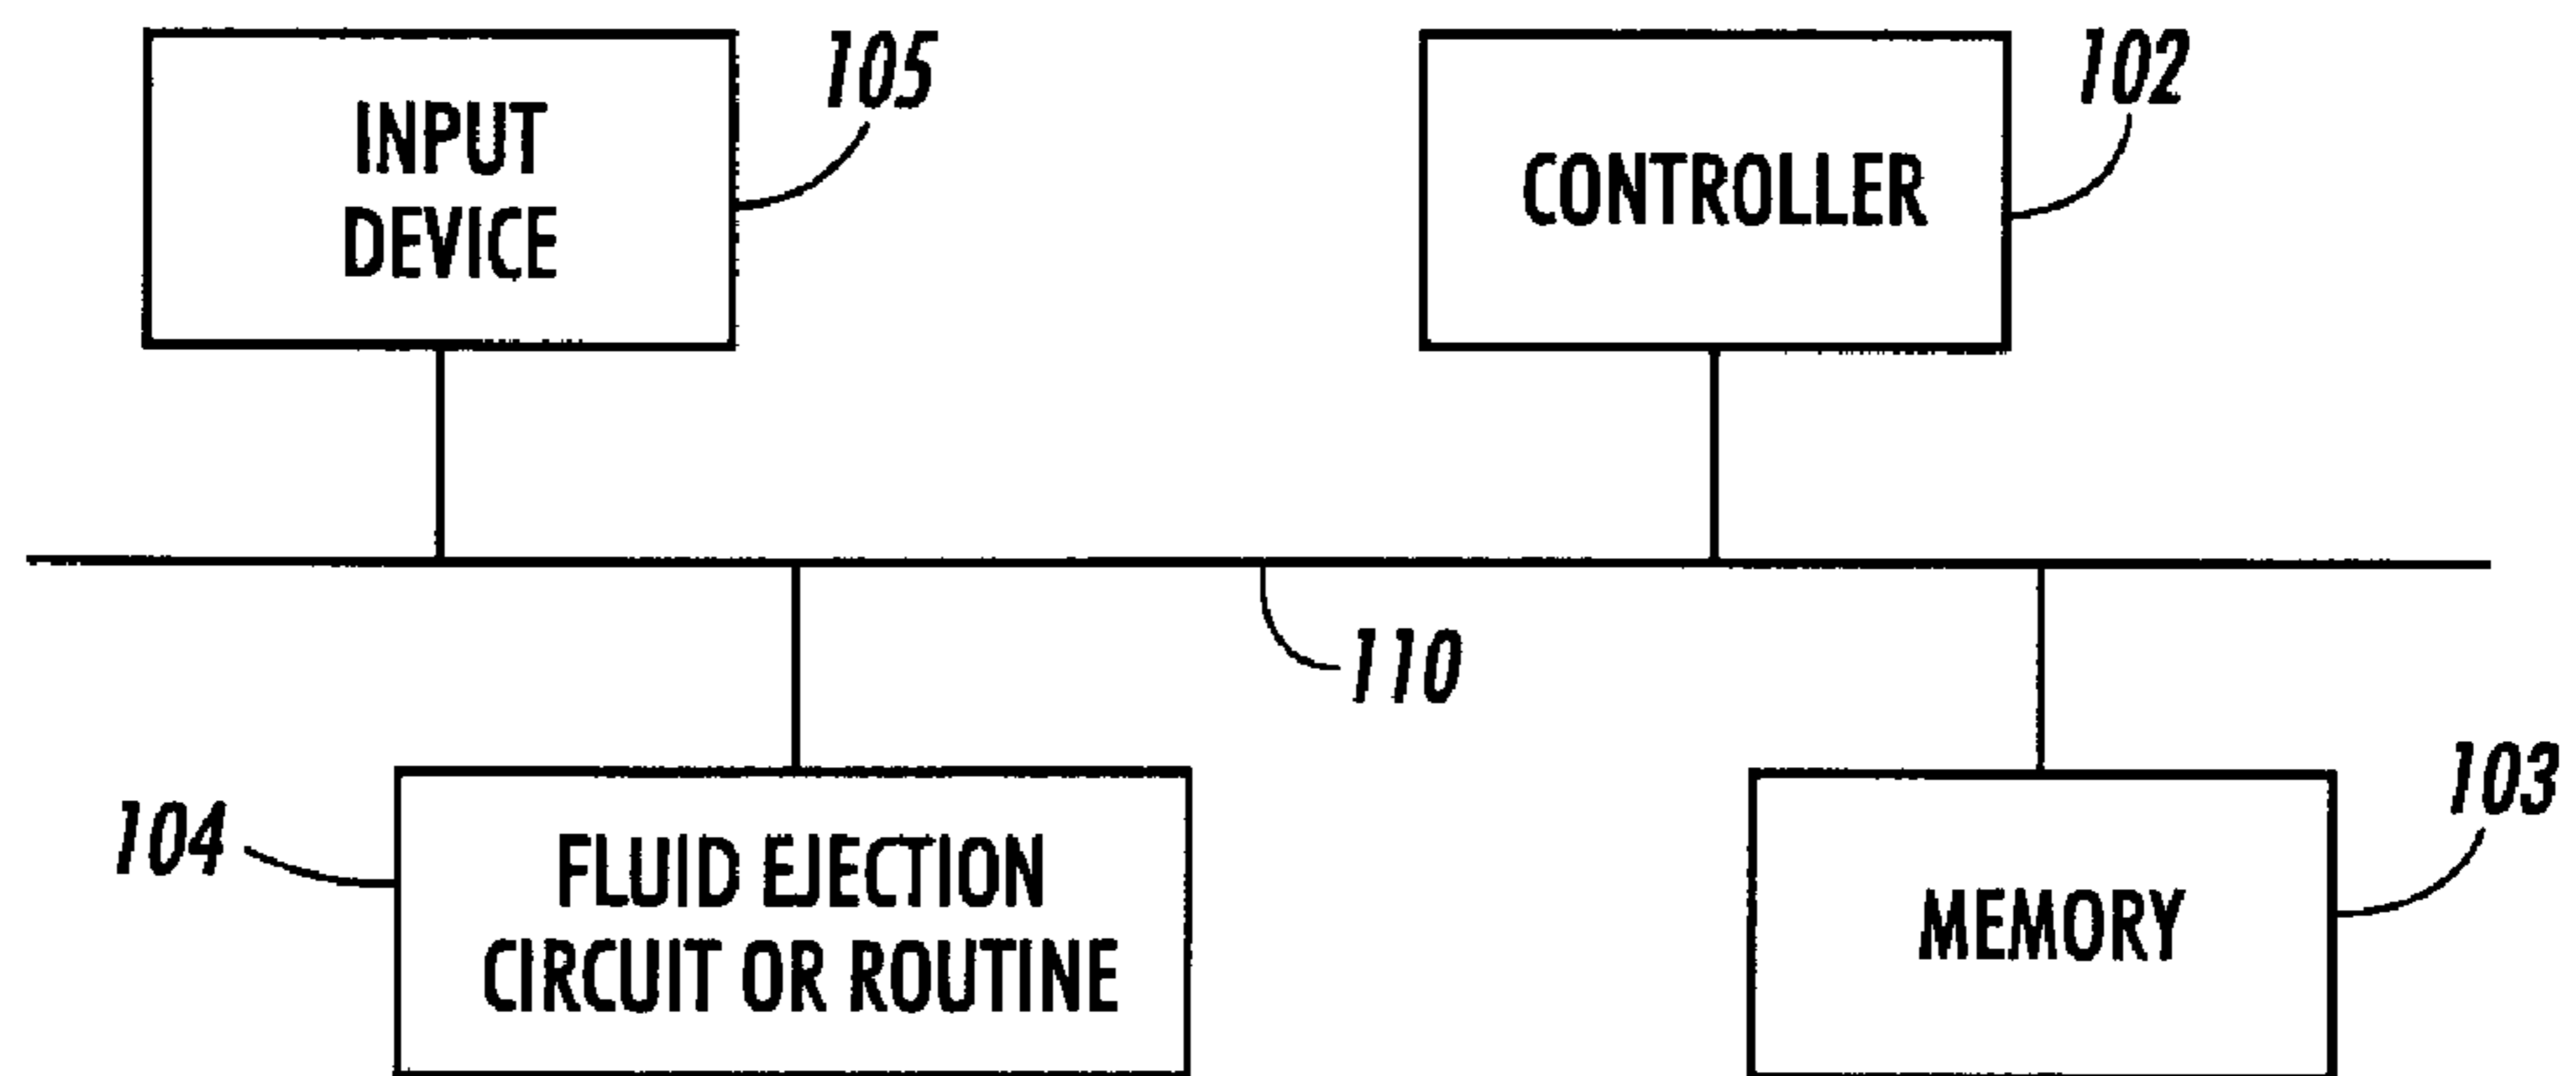 INPUT
DEVICE
105
CONTROLLER
102
110
104
FLUID EJECTION
CIRCUIT OR ROUTINE
MEMORY
103